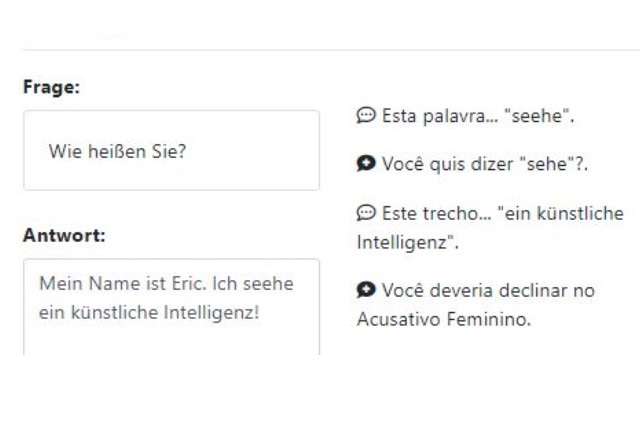 Frage:
Wie heißen Sie?
Antwort:
Mein Name ist Eric. Ich seehe
ein künstliche Intelligenz!
Esta palavra... "seehe".
Você quis dizer "sehe"?.
Este trecho... "ein künstliche
Intelligenz".
Você deveria declinar no
Acusativo Feminino.